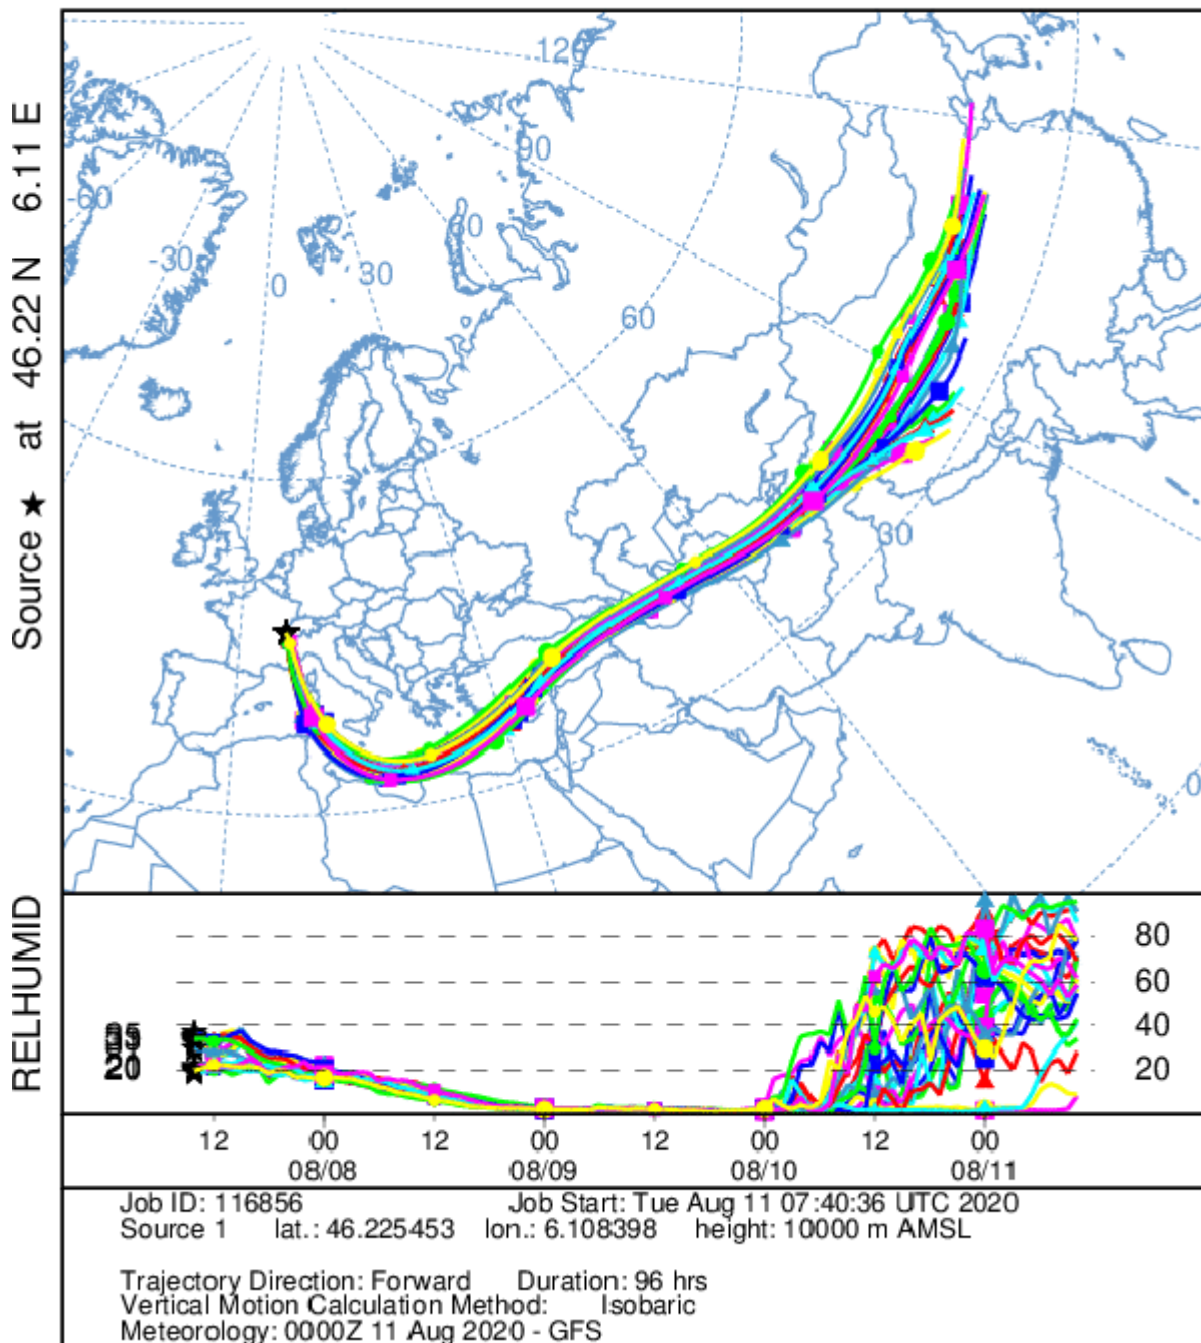 Source ★ at 46.22 N 6.11 E
120
90
60
-60
-30
0
30
60
30
0
RELHUMID
80
60
40
20
35
20
12 00 12 00 12 00 12 00
08/08 08/09 08/10 08/11
Job ID: 116856 Job Start: Tue Aug 11 07:40:36 UTC 2020
Source 1 lat.: 46.225453 lon.: 6.108398 height: 10000 m AMSL
Trajectory Direction: Forward Duration: 96 hrs
Vertical Motion Calculation Method: Isobaric
Meteorology: 0000Z 11 Aug 2020 - GFS